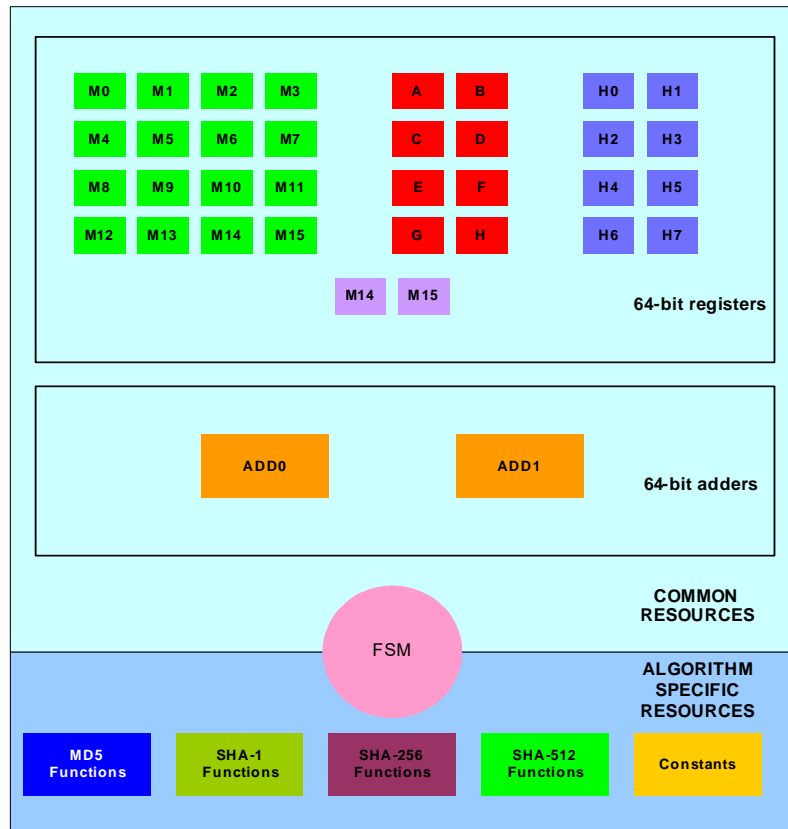 M0 M1 M2 M3 A B H0 H1
M4 M5 M6 M7 C D H2 H3
M8 M9 M10 M11 E F H4 H5
M12 M13 M14 M15 G H H6 H7
M14 M15
64-bit registers
ADD0 ADD1
64-bit adders
COMMON
RESOURCES
FSM
ALGORITHM
SPECIFIC
RESOURCES
MD5
Functions
SHA-1
Functions
SHA-256
Functions
SHA-512
Functions
Constants